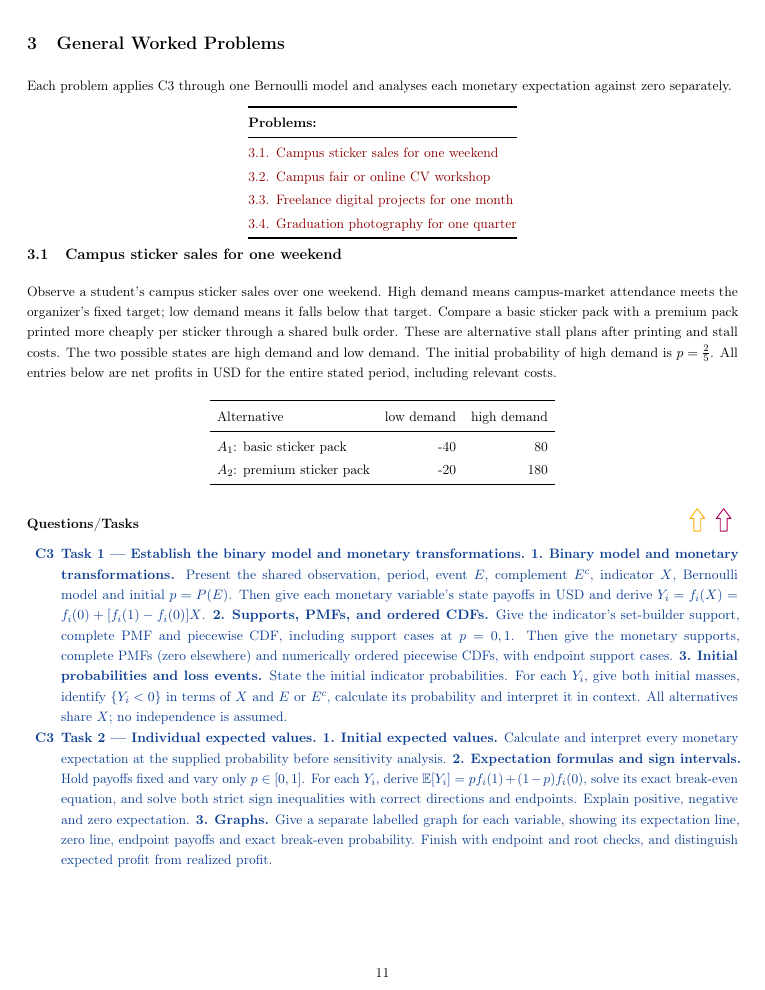 3 General Worked Problems
Each problem applies C3 through one Bernoulli model and analyses each monetary expectation against zero separately.
Problems:
3.1. Campus sticker sales for one weekend
3.2. Campus fair or online CV workshop
3.3. Freelance digital projects for one month
3.4. Graduation photography for one quarter
3.1 Campus sticker sales for one weekend
Observe a student's campus sticker sales over one weekend. High demand means campus-market attendance meets the
organizer's fixed target; low demand means it falls below that target. Compare a basic sticker pack with a premium pack
printed more cheaply per sticker through a shared bulk order. These are alternative stall plans after printing and stall
costs. The two possible states are high demand and low demand. The initial probability of high demand is p = 2/5. All
entries below are net profits in USD for the entire stated period, including relevant costs.
Alternative low demand high demand
A₁: basic sticker pack -40 80
A₂: premium sticker pack -20 180
Questions/Tasks
C3 Task 1 — Establish the binary model and monetary transformations. 1. Binary model and monetary
transformations. Present the shared observation, period, event E, complement Eᶜ, indicator X, Bernoulli
model and initial p = P(E). Then give each monetary variable's state payoffs in USD and derive Yᵢ = fᵢ(X) =
fᵢ(0) + [fᵢ(1) − fᵢ(0)]X. 2. Supports, PMFs, and ordered CDFs. Give the indicator's set-builder support,
complete PMF and piecewise CDF, including support cases at p = 0, 1. Then give the monetary supports,
complete PMFs (zero elsewhere) and numerically ordered piecewise CDFs, with endpoint support cases. 3. Initial
probabilities and loss events. State the initial indicator probabilities. For each Yᵢ, give both initial masses,
identify {Yᵢ < 0} in terms of X and E or Eᶜ, calculate its probability and interpret it in context. All alternatives
share X; no independence is assumed.
C3 Task 2 — Individual expected values. 1. Initial expected values. Calculate and interpret every monetary
expectation at the supplied probability before sensitivity analysis. 2. Expectation formulas and sign intervals.
Hold payoffs fixed and vary only p ∈ [0, 1]. For each Yᵢ, derive 𝔼[Yᵢ] = pfᵢ(1) + (1 − p)fᵢ(0), solve its exact break-even
equation, and solve both strict sign inequalities with correct directions and endpoints. Explain positive, negative
and zero expectation. 3. Graphs. Give a separate labelled graph for each variable, showing its expectation line,
zero line, endpoint payoffs and exact break-even probability. Finish with endpoint and root checks, and distinguish
expected profit from realized profit.
11